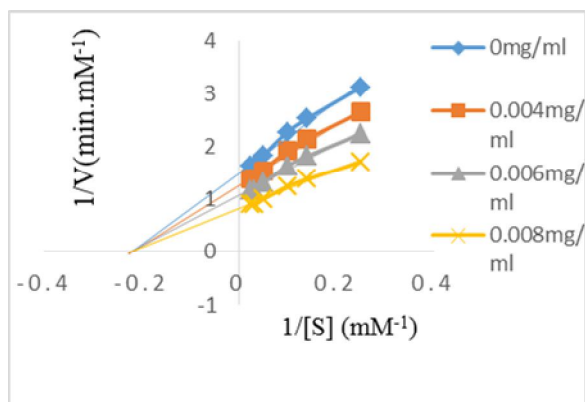 4
3
2
1
0
-1
-0.4
-0.2
0
0.2
0.4
1/V(min.mM⁻¹)
1/[S] (mM⁻¹)
0mg/ml
0.004mg/
ml
0.006mg/
ml
0.008mg/
ml